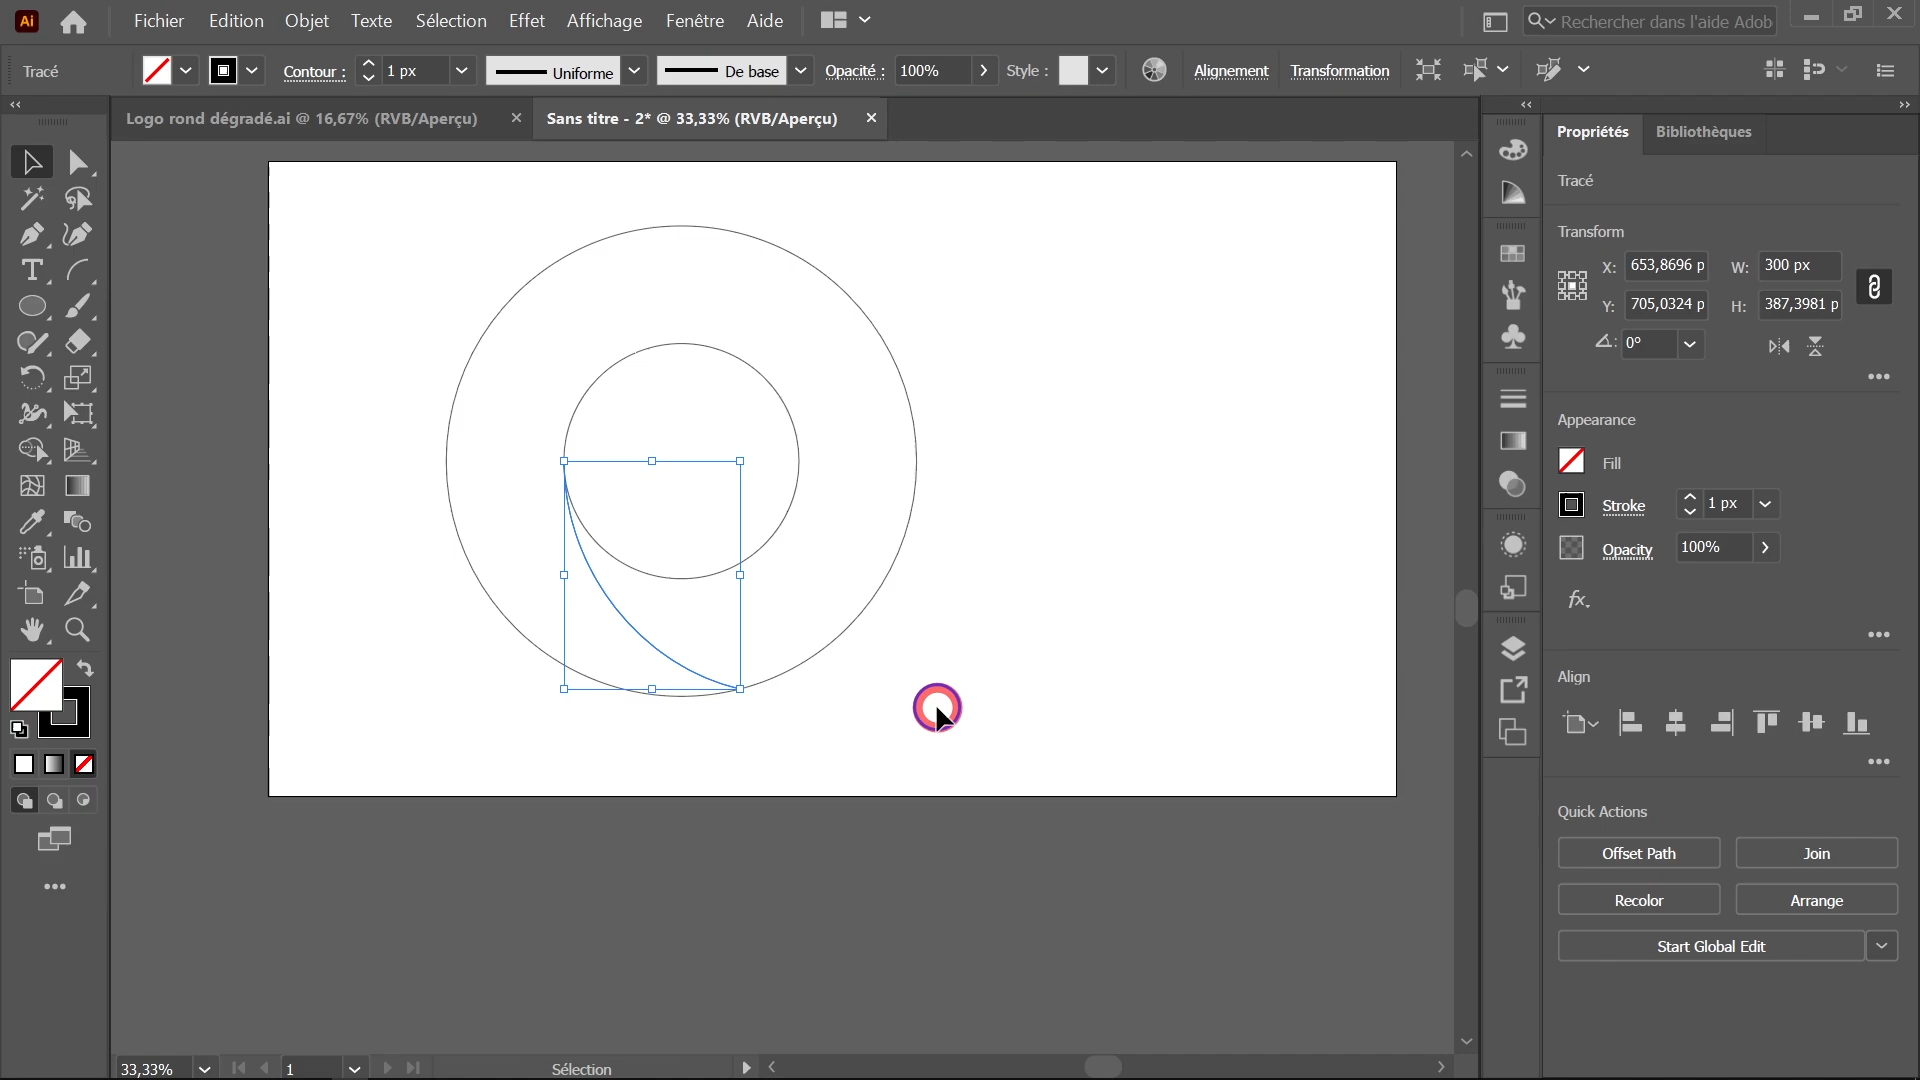 Ai Fichier Edition Objet Texte Sélection Effet Affichage Fenêtre Aide Rechercher dans l'aide Adob
Tracé Contour : 1 px Uniforme De base Opacité : 100% Style : Alignement Transformation
Logo rond dégradé.ai @ 16,67% (RVB/Aperçu) Sans titre - 2* @ 33,33% (RVB/Aperçu)
Propriétés Bibliothèques
Tracé
Transform
X: 653,8696 p W: 300 px
Y: 705,0324 p H: 387,3981 p
0°
Appearance
Fill
Stroke 1 px
Opacity 100%
fx.
Align
Quick Actions
Offset Path Join
Recolor Arrange
Start Global Edit
33,33% 1 Sélection